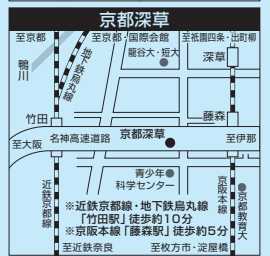 京都深草
至京都
至京都・国際会館
至祇園四条・出町柳
鴨川
地下鉄烏丸線
龍谷大・短大
深草
竹田
藤森
名神高速道路
京都深草
至大阪
至伊那
青少年
科学センター
近鉄京都線
京阪本線
京都教育大
※近鉄京都線・地下鉄烏丸線
「竹田駅」徒歩約10分
※京阪本線「藤森駅」徒歩約5分
至近鉄奈良
至枚方市・淀屋橋